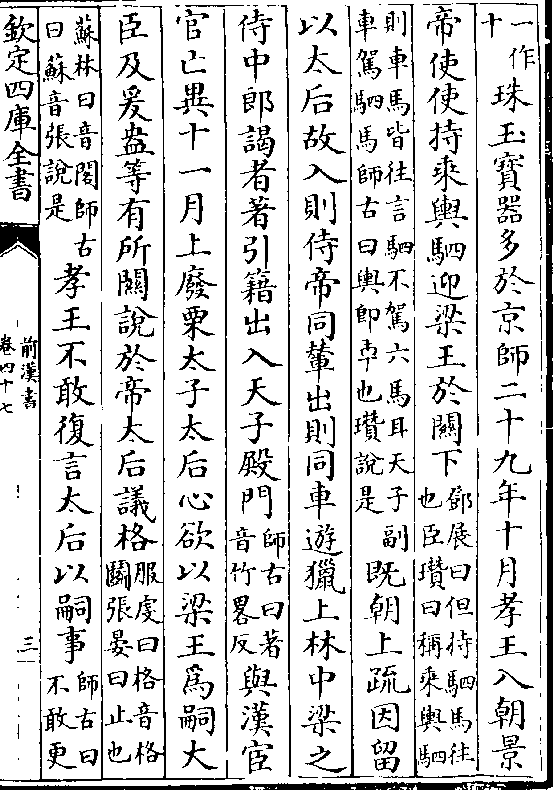 一作
十
珠玉寶器多於京師二十九年十月孝王入朝景
帝使使持乘輿駟迎梁王於闗下
鄧展曰但持駟馬往
也臣瓚曰稱乘輿駟
則車馬皆往言駟不駕六馬耳天子副
車駕駟馬師古曰輿即車也瓚說是
既朝上疏因留
以太后故入則侍帝同輦出則同車遊獵上林中梁之
侍中郎謁者著引籍出入天子殿門
師古曰著
音竹畧反
與漢宦
官亡異十一月上廢栗太子太后心欲以梁王爲嗣大
臣及爰盎等有所闗說於帝太后議格
服虔曰格音格
闗張晏曰止也
蘇林曰音閣師古
曰蘇音張說是
孝王不敢復言太后以嗣事
師古曰
不敢更
欽定四庫全書
前漢書
卷四十七
三